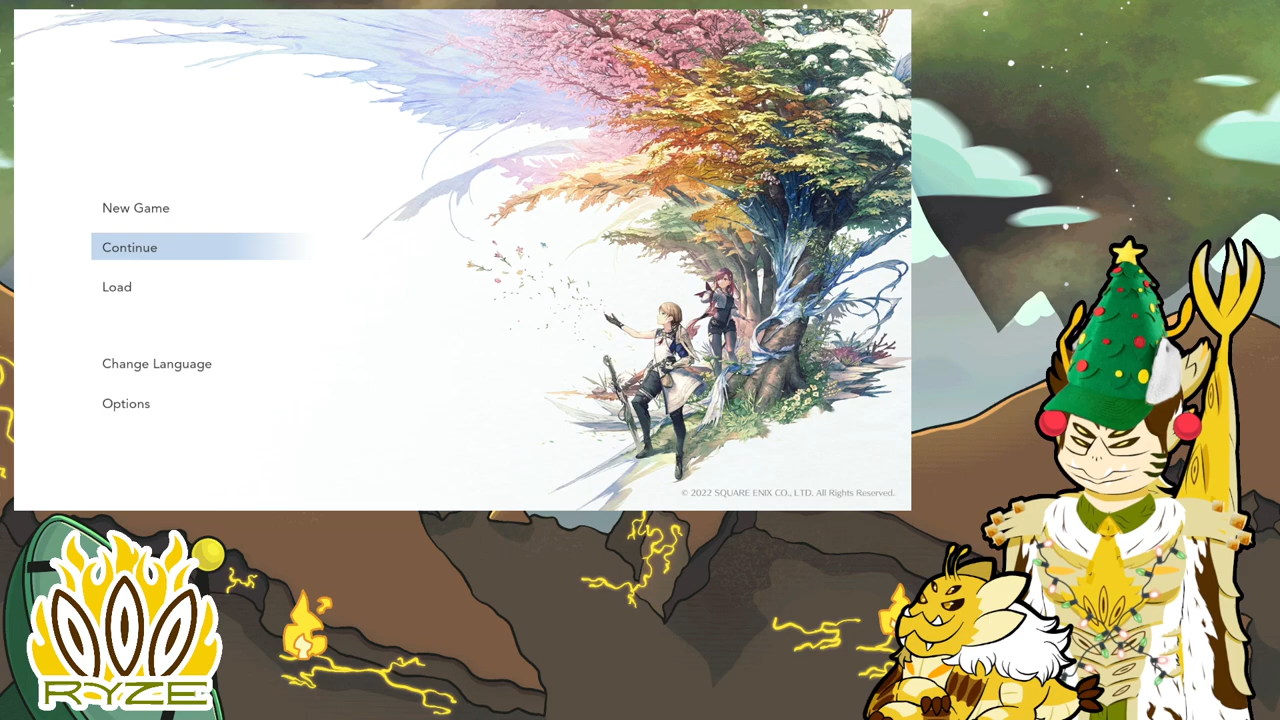 New Game
Continue
Load
Change Language
Options
© 2022 SQUARE ENIX CO., LTD. All Rights Reserved.
RYZE